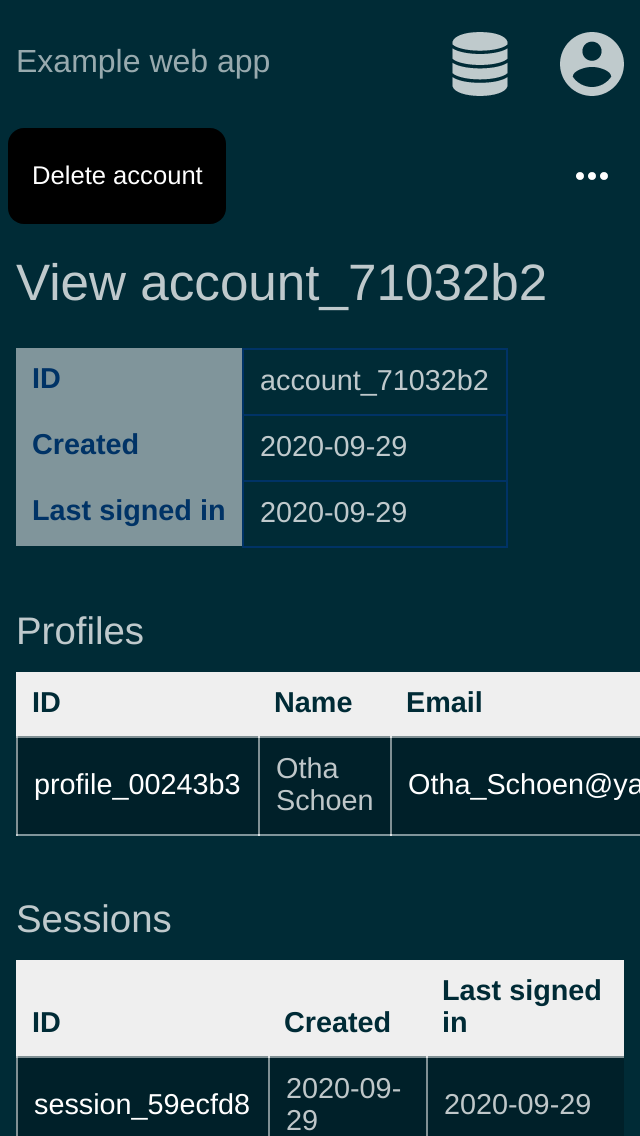 Example web app
Delete account
View account_71032b2
ID account_71032b2
Created 2020-09-29
Last signed in 2020-09-29
Profiles
ID Name Email
profile_00243b3 Otha Schoen Otha_Schoen@ya
Sessions
ID Created Last signed in
session_59ecfd8 2020-09-29 2020-09-29